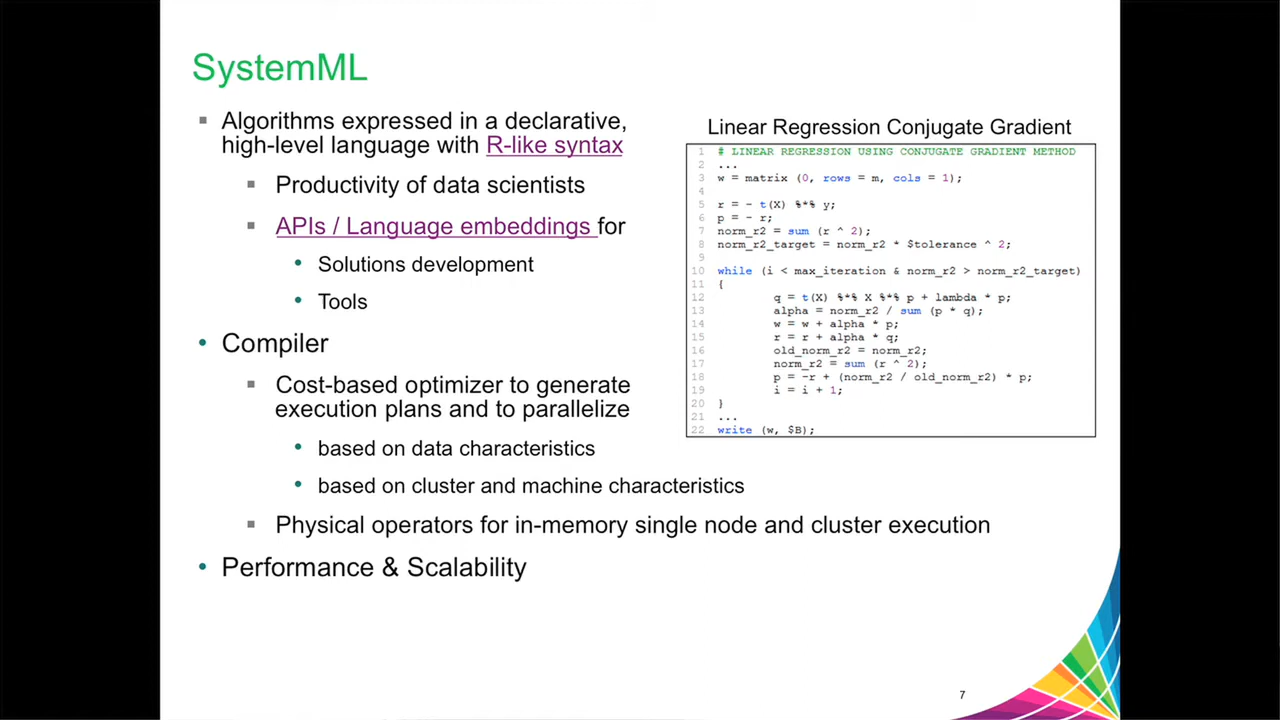 SystemML
Algorithms expressed in a declarative,
high-level language with R-like syntax
Productivity of data scientists
APIs / Language embeddings for
Solutions development
Tools
Compiler
Cost-based optimizer to generate
execution plans and to parallelize
based on data characteristics
based on cluster and machine characteristics
Physical operators for in-memory single node and cluster execution
Performance & Scalability
Linear Regression Conjugate Gradient
1 # LINEAR REGRESSION USING CONJUGATE GRADIENT METHOD
2 ...
3 w = matrix (0, rows = m, cols = 1);
4
5 r = - t(X) %*% y;
6 p = - r;
7 norm_r2 = sum (r ^ 2);
8 norm_r2_target = norm_r2 * $tolerance ^ 2;
9
10 while (i < max_iteration & norm_r2 > norm_r2_target)
11 {
12 q = t(X) %*% X %*% p + lambda * p;
13 alpha = norm_r2 / sum (p * q);
14 w = w + alpha * p;
15 r = r + alpha * q;
16 old_norm_r2 = norm_r2;
17 norm_r2 = sum (r ^ 2);
18 p = -r + (norm_r2 / old_norm_r2) * p;
19 i = i + 1;
20 }
21 ...
22 write (w, $B);
7